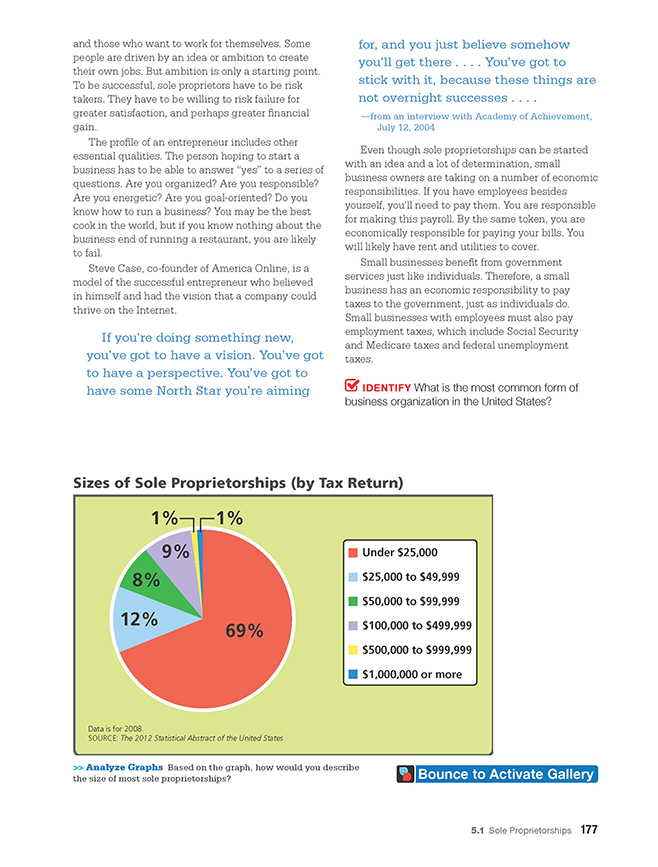 and those who want to work for themselves. Some
people are driven by an idea or ambition to create
their own jobs. But ambition is only a starting point.
To be successful, sole proprietors have to be risk
takers. They have to be willing to risk failure for
greater satisfaction, and perhaps greater financial
gain.
The profile of an entrepreneur includes other
essential qualities. The person hoping to start a
business has to be able to answer “yes” to a series of
questions. Are you organized? Are you responsible?
Are you energetic? Are you goal-oriented? Do you
know how to run a business? You may be the best
cook in the world, but if you know nothing about the
business end of running a restaurant, you are likely
to fail.
Steve Case, co-founder of America Online, is a
model of the successful entrepreneur who believed
in himself and had the vision that a company could
thrive on the Internet.
If you’re doing something new,
you’ve got to have a vision. You’ve got
to have a perspective. You’ve got to
have some North Star you’re aiming
for, and you just believe somehow
you’ll get there . . . . You’ve got to
stick with it, because these things are
not overnight successes . . . .
—from an interview with Academy of Achievement,
July 12, 2004
Even though sole proprietorships can be started
with an idea and a lot of determination, small
business owners are taking on a number of economic
responsibilities. If you have employees besides
yourself, you’ll need to pay them. You are responsible
for making this payroll. By the same token, you are
economically responsible for paying your bills. You
will likely have rent and utilities to cover.
Small businesses benefit from government
services just like individuals. Therefore, a small
business has an economic responsibility to pay
taxes to the government, just as individuals do.
Small businesses with employees must also pay
employment taxes, which include Social Security
and Medicare taxes and federal unemployment
taxes.
IDENTIFY What is the most common form of
business organization in the United States?
Sizes of Sole Proprietorships (by Tax Return)
1% 1%
9%
8%
12%
69%
Under $25,000
$25,000 to $49,999
$50,000 to $99,999
$100,000 to $499,999
$500,000 to $999,999
$1,000,000 or more
Data is for 2008.
SOURCE: The 2012 Statistical Abstract of the United States
>> Analyze Graphs Based on the graph, how would you describe
the size of most sole proprietorships?
Bounce to Activate Gallery
5.1 Sole Proprietorships 177